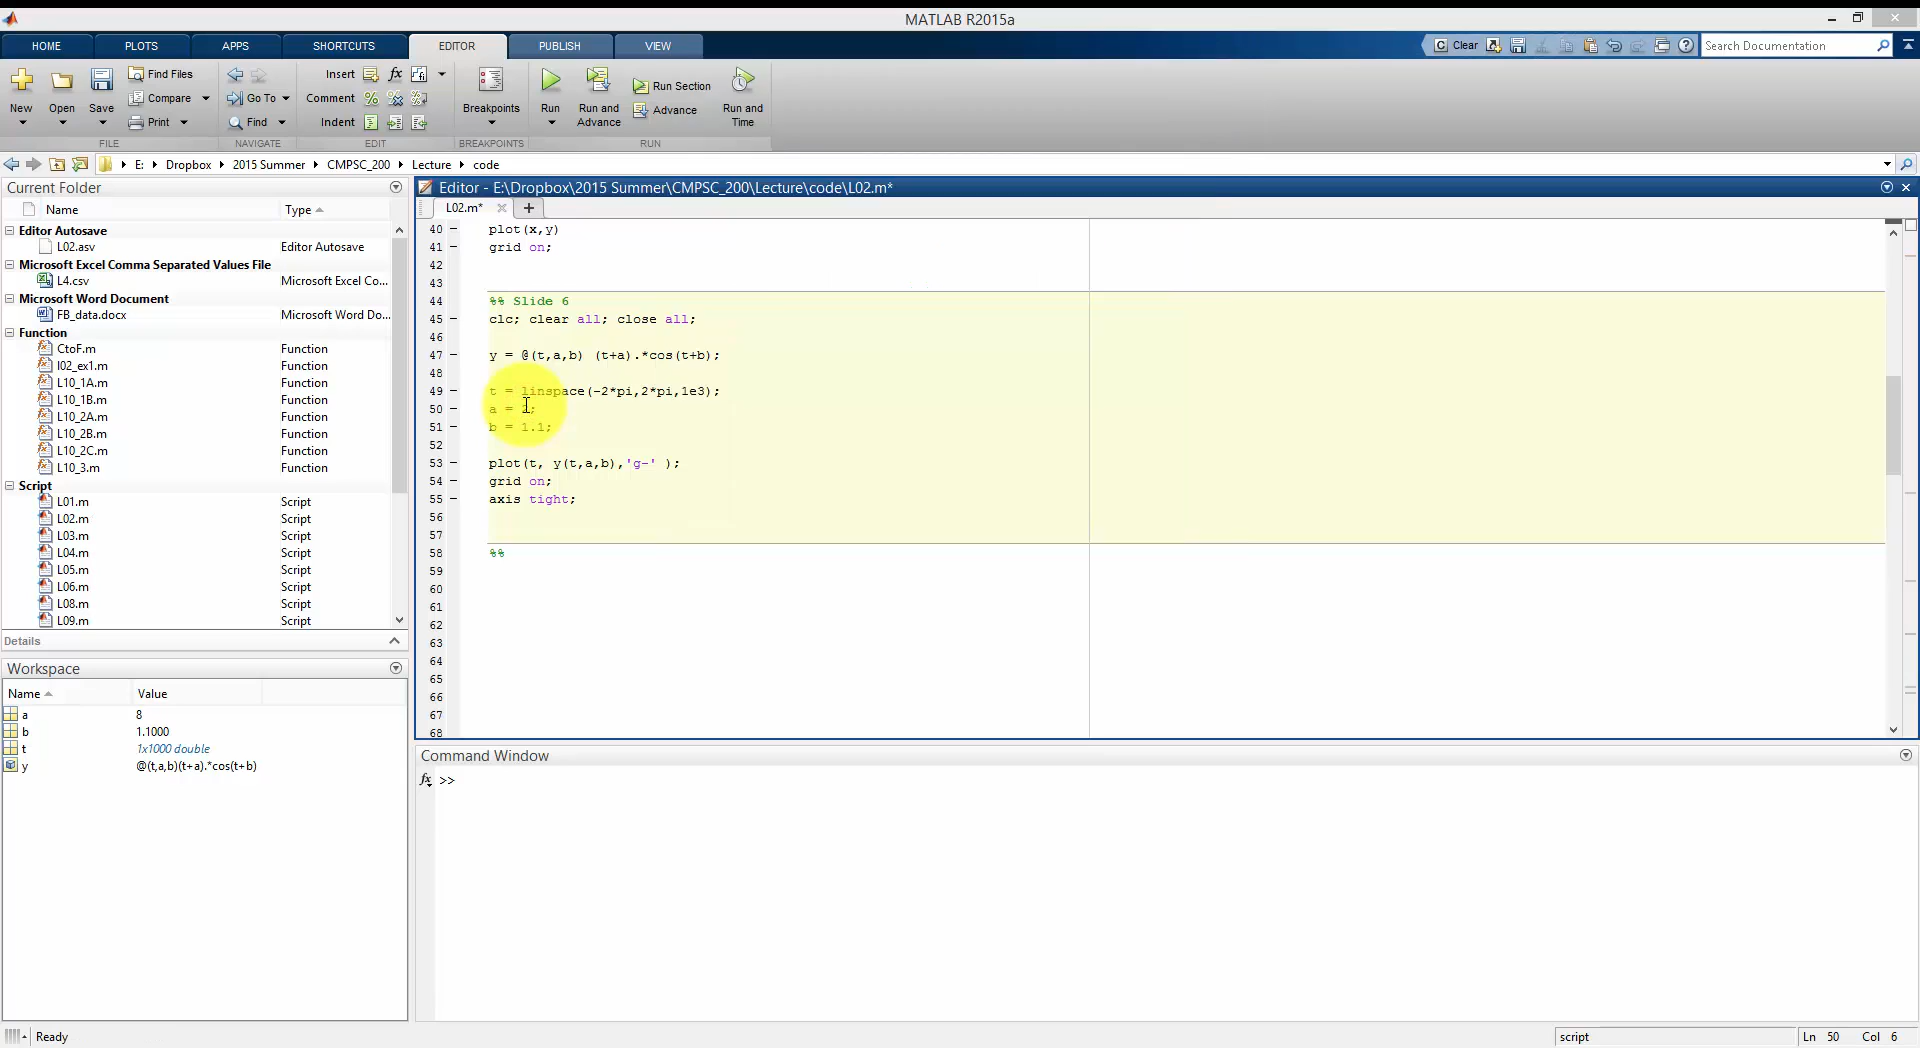 MATLAB R2015a
HOME PLOTS APPS SHORTCUTS EDITOR PUBLISH VIEW
Clear
Search Documentation
New
Open
Save
Find Files
Compare
Print
FILE
Go To
Find
NAVIGATE
Insert
Comment
Indent
EDIT
Breakpoints
BREAKPOINTS
Run
Run and Advance
Run Section
Advance
Run and Time
RUN
E: Dropbox 2015 Summer CMPSC_200 Lecture code
Current Folder
Name Type
Editor Autosave
L02.asv Editor Autosave
Microsoft Excel Comma Separated Values File
L4.csv Microsoft Excel Co...
Microsoft Word Document
FB_data.docx Microsoft Word Do...
Function
CtoF.m Function
l02_ex1.m Function
L10_1A.m Function
L10_1B.m Function
L10_2A.m Function
L10_2B.m Function
L10_2C.m Function
L10_3.m Function
Script
L01.m Script
L02.m Script
L03.m Script
L04.m Script
L05.m Script
L06.m Script
L08.m Script
L09.m Script
Details
Workspace
Name Value
a 8
b 1.1000
t 1x1000 double
y @(t,a,b)(t+a).*cos(t+b)
Editor - E:\Dropbox\2015 Summer\CMPSC_200\Lecture\code\L02.m*
L02.m*
40 plot(x,y)
41 grid on;
42
43
44 %% Slide 6
45 clc; clear all; close all;
46
47 y = @(t,a,b) (t+a).*cos(t+b);
48
49 t = linspace(-2*pi,2*pi,1e3);
50 a = 2;
51 b = 1.1;
52
53 plot(t, y(t,a,b),'g-' );
54 grid on;
55 axis tight;
56
57
58 %%
59
60
61
62
63
64
65
66
67
68
Command Window
fx >>
Ready
script Ln 50 Col 6